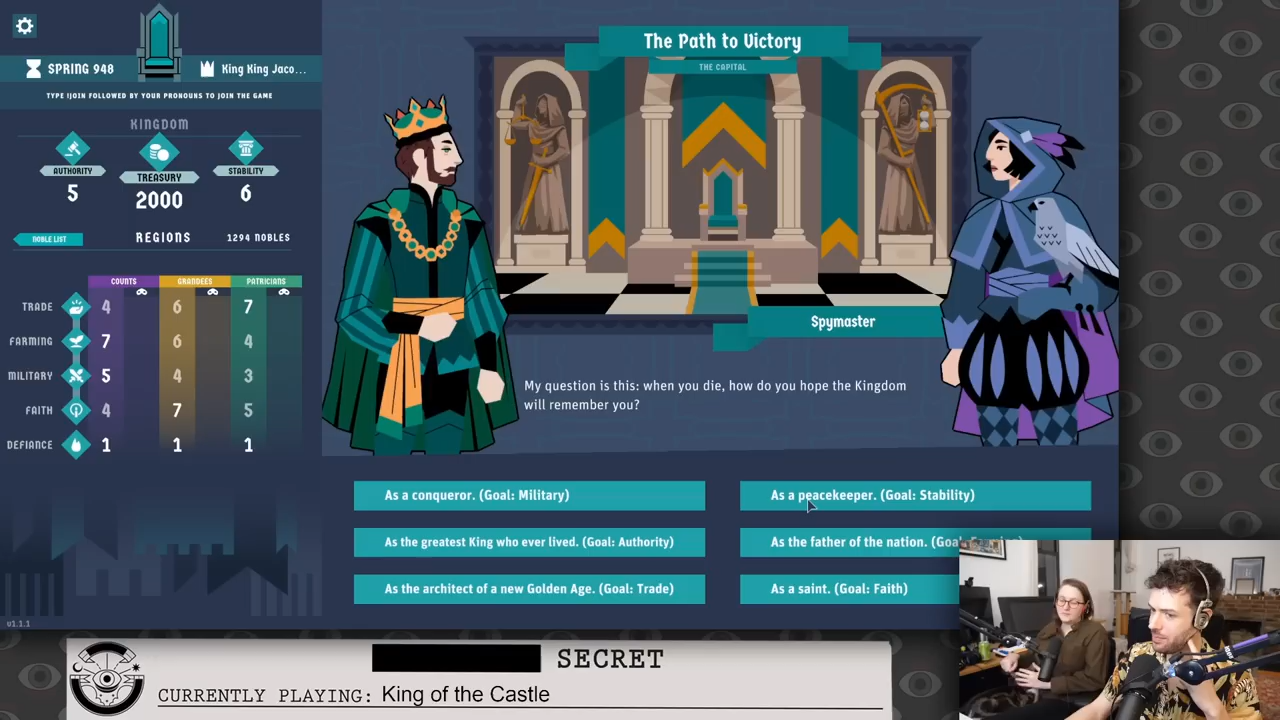 The Path to Victory
THE CAPITAL
SPRING 948
King King Jaco...
TYPE !JOIN FOLLOWED BY YOUR PRONOUNS TO JOIN THE GAME
KINGDOM
AUTHORITY
TREASURY
STABILITY
5
2000
6
NOBLE LIST
REGIONS
1294 NOBLES
COUNTS GRANDEES PATRICIANS
TRADE 4 6 7
FARMING 7 6 4
MILITARY 5 4 3
FAITH 4 7 5
DEFIANCE 1 1 1
Spymaster
My question is this: when you die, how do you hope the Kingdom
will remember you?
As a conqueror. (Goal: Military)
As a peacekeeper. (Goal: Stability)
As the greatest King who ever lived. (Goal: Authority)
As the father of the nation.
As the architect of a new Golden Age. (Goal: Trade)
As a saint. (Goal: Faith)
v1.1.1
SECRET
CURRENTLY PLAYING: King of the Castle